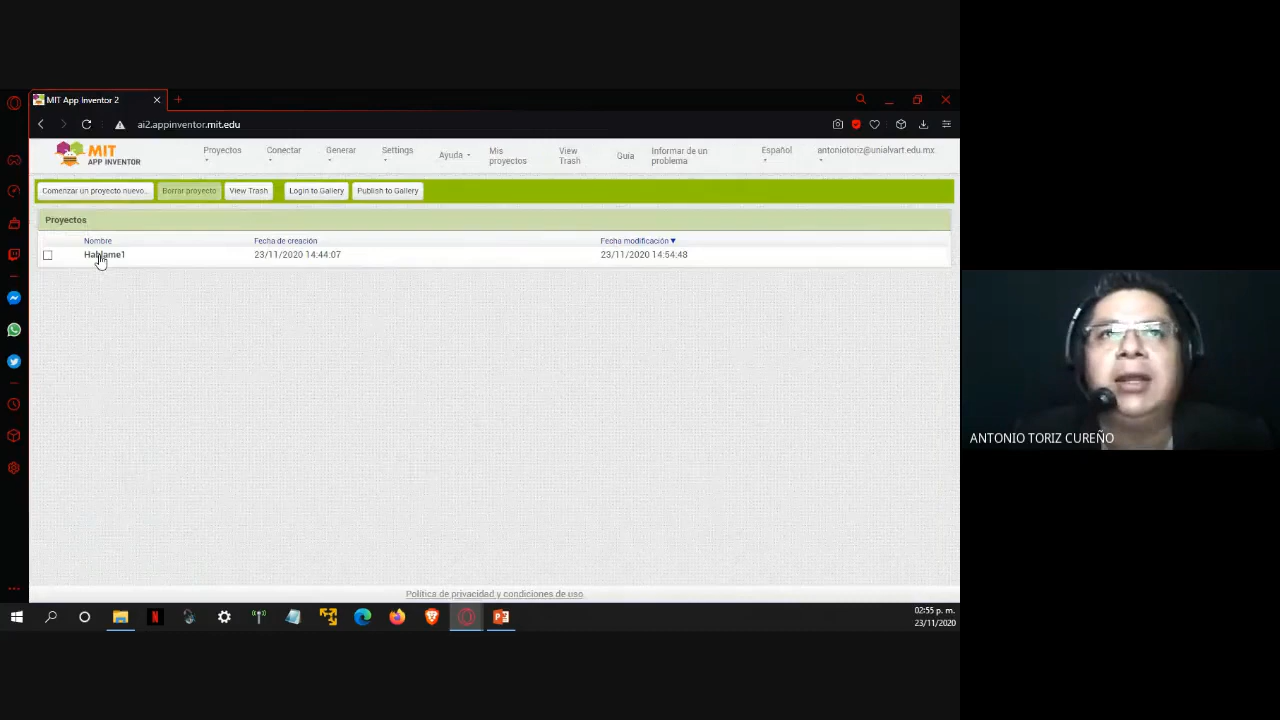 MIT App Inventor 2
ai2.appinventor.mit.edu
MIT
APP INVENTOR
Proyectos
Conectar
Generar
Settings
Ayuda
Mis proyectos
View Trash
Guía
Informar de un problema
Español
antoniotoriz@unialvart.edu.mx
Comenzar un proyecto nuevo...
Borrar proyecto
View Trash
Login to Gallery
Publish to Gallery
Proyectos
Nombre
Fecha de creación
Fecha modificación▼
Hablame1
23/11/2020 14:44:07
23/11/2020 14:54:48
Política de privacidad y condiciones de uso
02:55 p. m.
23/11/2020
ANTONIO TORIZ CUREÑO